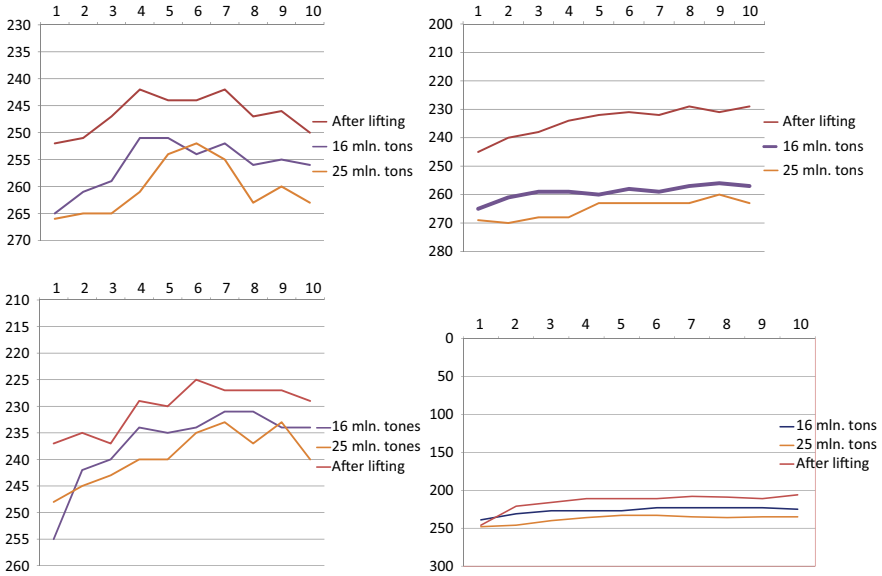 230
1 2 3 4 5 6 7 8 9 10
235
240
245
250
255
260
265
270
After lifting
16 mln. tons
25 mln. tons
200
1 2 3 4 5 6 7 8 9 10
210
220
230
240
250
260
270
280
After lifting
16 mln. tons
25 mln. tons
210
1 2 3 4 5 6 7 8 9 10
215
220
225
230
235
240
245
250
255
260
16 mln. tones
25 mln. tones
After lifting
0
1 2 3 4 5 6 7 8 9 10
50
100
150
200
250
300
16 mln. tons
25 mln. tons
After lifting